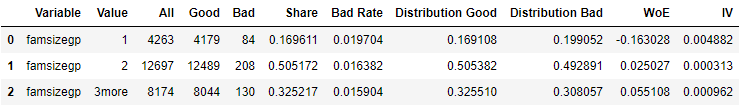 Variable Value All Good Bad Share Bad Rate Distribution Good Distribution Bad WoE IV
0 famsizegp 1 4263 4179 84 0.169611 0.019704 0.169108 0.199052 -0.163028 0.004882
1 famsizegp 2 12697 12489 208 0.505172 0.016382 0.505382 0.492891 0.025027 0.000313
2 famsizegp 3more 8174 8044 130 0.325217 0.015904 0.325510 0.308057 0.055108 0.000962